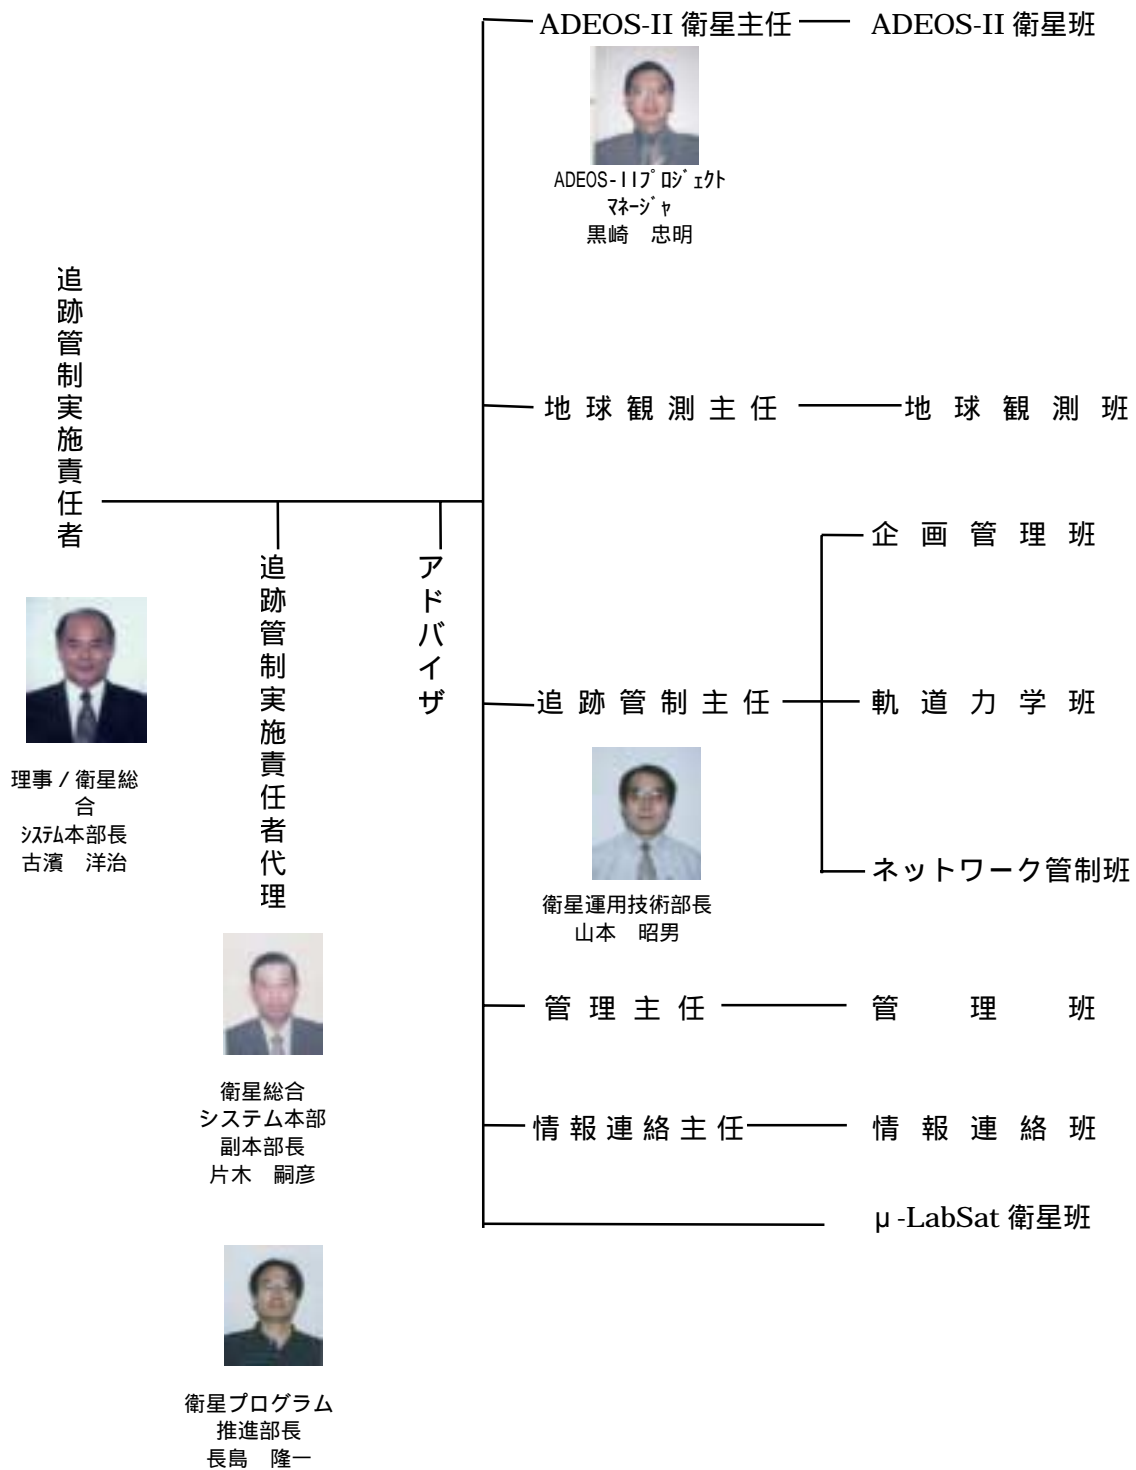 追跡管制実施責任者
理事／衛星総
合
ｼｽﾃﾑ本部長
古濱　洋治
追跡管制実施責任者代理
衛星総合
システム本部
副本部長
片木　嗣彦
衛星プログラム
推進部長
長島　隆一
アドバイザ
ADEOS-II 衛星主任
ADEOS-II 衛星班
ADEOS-IIﾌﾟﾛｼﾞｪｸﾄ
ﾏﾈｰｼﾞｬ
黒崎　忠明
地球観測主任
地球観測班
追跡管制主任
衛星運用技術部長
山本　昭男
企画管理班
軌道力学班
ネットワーク管制班
管理主任
管理班
情報連絡主任
情報連絡班
μ-LabSat 衛星班